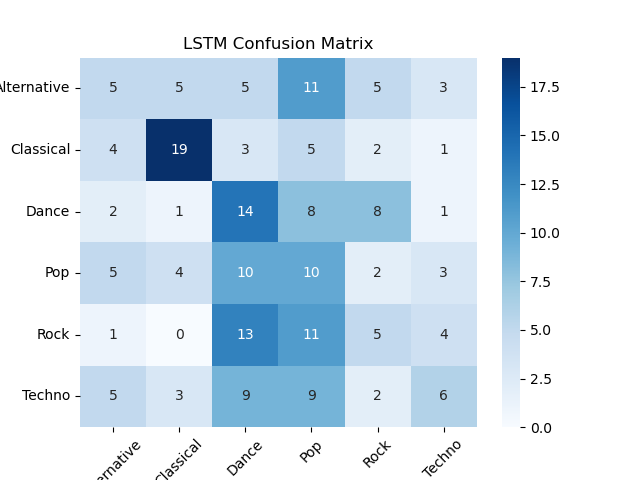 LSTM Confusion Matrix
Alternative 5 5 5 11 5 3
Classical 4 19 3 5 2 1
Dance 2 1 14 8 8 1
Pop 5 4 10 10 2 3
Rock 1 0 13 11 5 4
Techno 5 3 9 9 2 6
ernative Classical Dance Pop Rock Techno
17.5
15.0
12.5
10.0
7.5
5.0
2.5
0.0